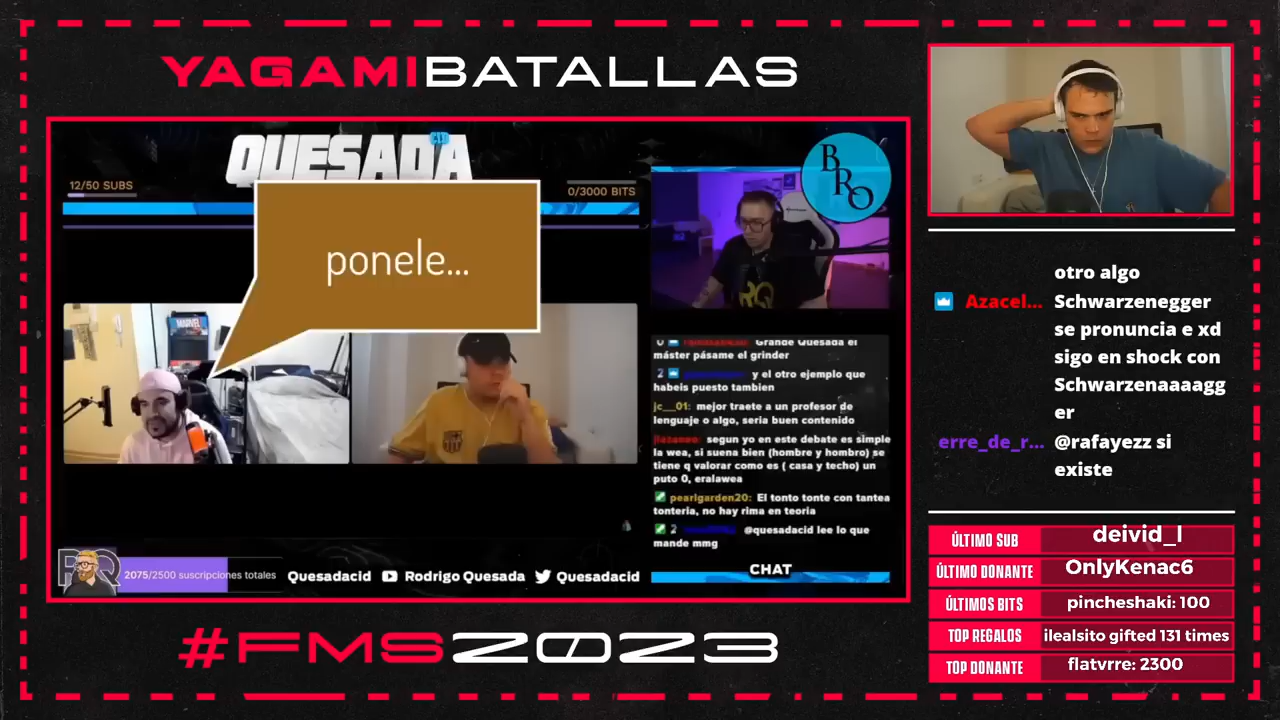 YAGAMIBATALLAS
QUESADA
12/50 SUBS
0/3000 BITS
BRO
ponele...
MARVEL
Grande Quesada el
máster pásame el grinder
2 y el otro ejemplo que
habeis puesto tambien
jc__01: mejor traete a un profesor de
lenguaje o algo, seria buen contenido
segun yo en este debate es simple
la wea, si suena bien (hombre y hombro) se
tiene q valorar como es ( casa y techo) un
puto 0, eralawea
pearlgarden20: El tonto tonte con tantea
tonteria, no hay rima en teoria
2 @quesadacid lee lo que
mande mmg
CHAT
2075/2500 suscripciones totales
Quesadacid Rodrigo Quesada Quesadacid
#FMS2023
otro algo
Azacel... Schwarzenegger
se pronuncia e xd
sigo en shock con
Schwarzenaaaagg
er
erre_de_r... @rafayezz si
existe
ÚLTIMO SUB deivid_l
ÚLTIMO DONANTE OnlyKenac6
ÚLTIMOS BITS pincheshaki: 100
TOP REGALOS ilealsito gifted 131 times
TOP DONANTE flatvrre: 2300